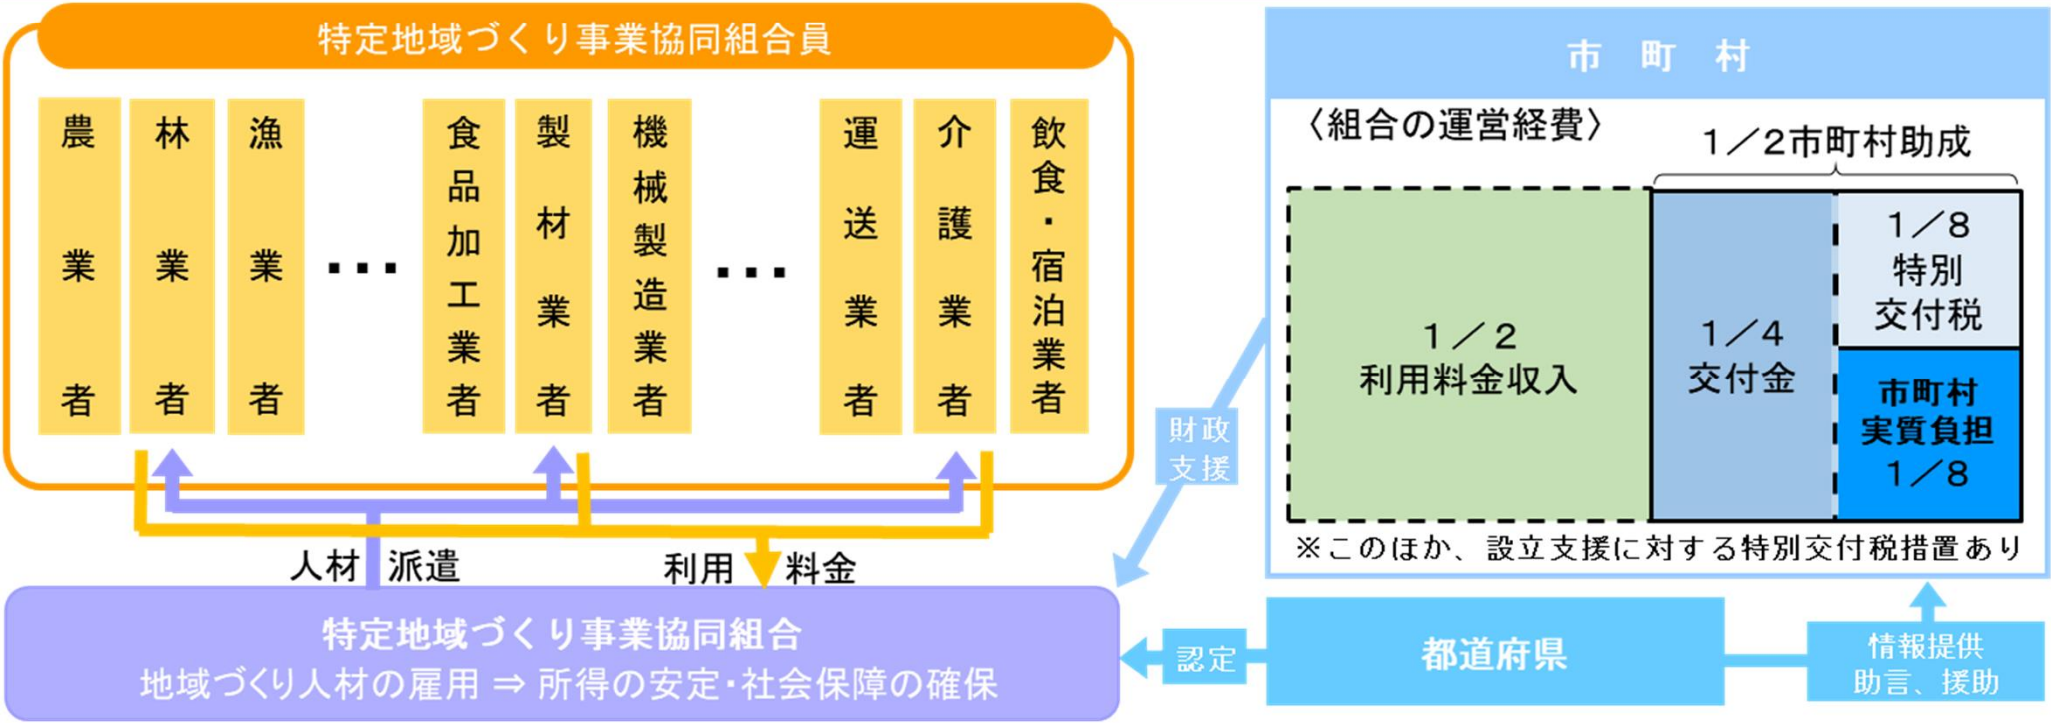 特定地域づくり事業協同組合員
農業者
林業者
漁業者
…
食品加工業者
製材業者
機械製造業者
…
運送業者
介護業者
飲食・宿泊業者
人材派遣
利用料金
特定地域づくり事業協同組合
地域づくり人材の雇用 ⇒ 所得の安定・社会保障の確保
市町村
〈組合の運営経費〉
1／2市町村助成
1／2
利用料金収入
1／4
交付金
1／8
特別
交付税
市町村
実質負担
1／8
※このほか、設立支援に対する特別交付税措置あり
財政
支援
認定
都道府県
情報提供
助言、援助